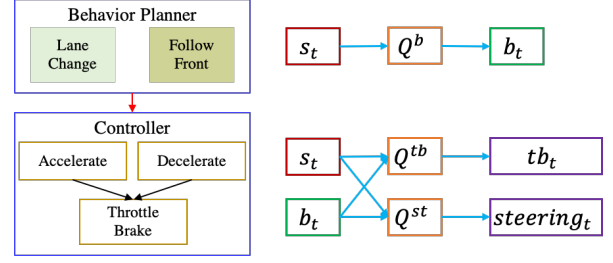 Behavior Planner
Lane
Change
Follow
Front
s_t
Q^b
b_t
Controller
Accelerate
Decelerate
Throttle
Brake
s_t
Q^{tb}
tb_t
b_t
Q^{st}
steering_t